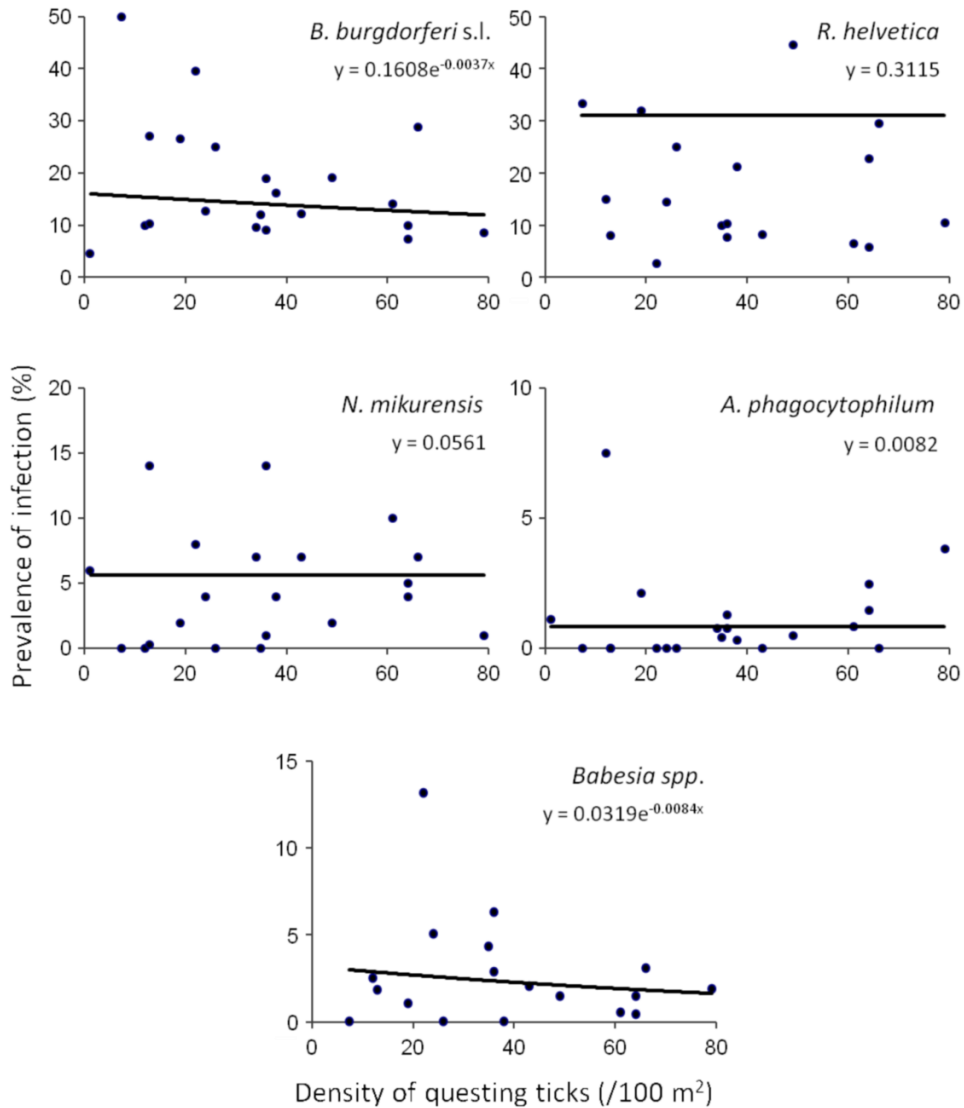 B. burgdorferi s.l.
y = 0.1608e^-0.0037x
50
40
30
20
10
0
0 20 40 60 80
R. helvetica
y = 0.3115
50
40
30
20
10
0
0 20 40 60 80
Prevalence of infection (%)
N. mikurensis
y = 0.0561
20
15
10
5
0
0 20 40 60 80
A. phagocytophilum
y = 0.0082
10
5
0
0 20 40 60 80
Babesia spp.
y = 0.0319e^-0.0084x
15
10
5
0
0 20 40 60 80
Density of questing ticks (/100 m²)